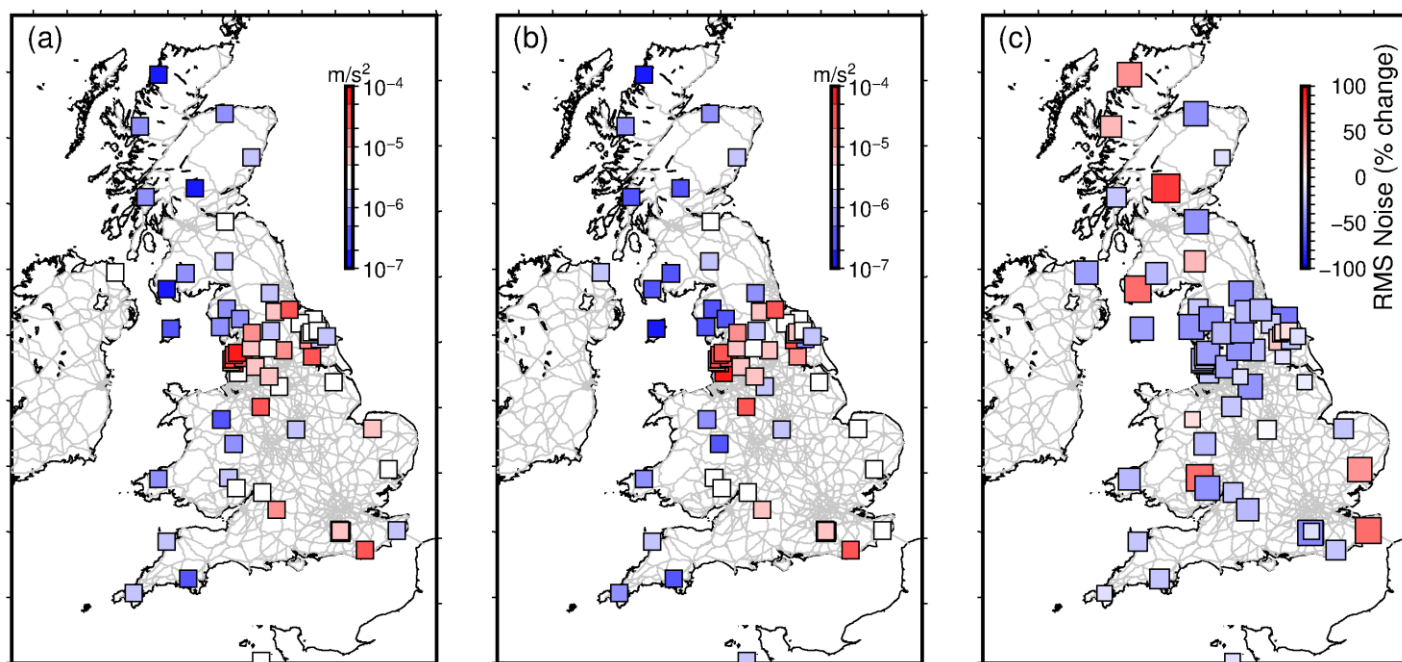 (a)
m/s²
10⁻⁴
10⁻⁵
10⁻⁶
10⁻⁷
(b)
m/s²
10⁻⁴
10⁻⁵
10⁻⁶
10⁻⁷
(c)
100
50
0
−50
−100
RMS Noise (% change)